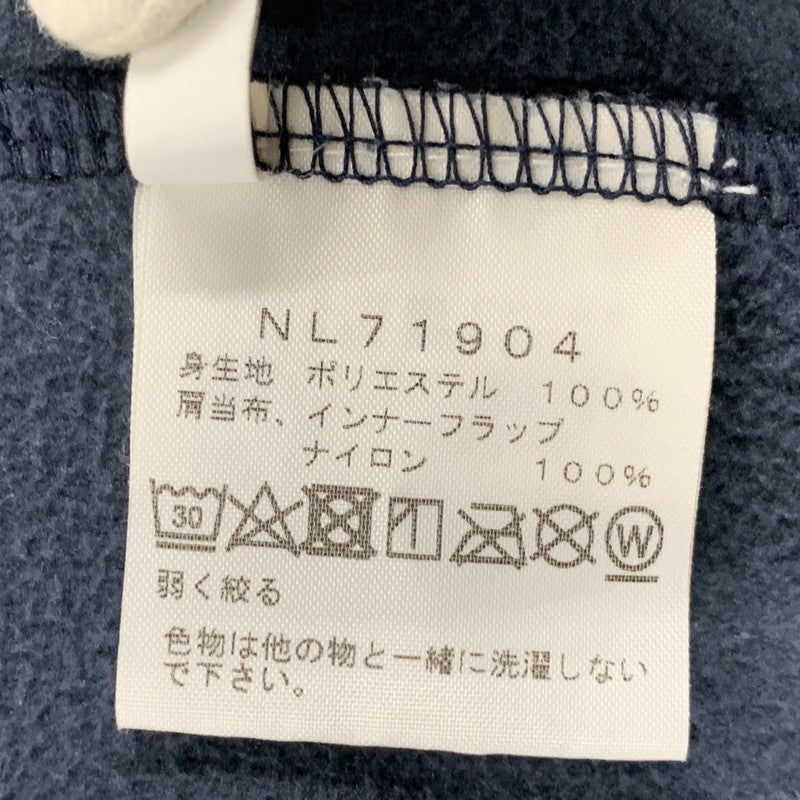 NL71904
身生地 ポリエステル 100%
肩当布、インナーフラップ
ナイロン 100%
30 W
弱く絞る
色物は他の物と一緒に洗濯しない
で下さい。